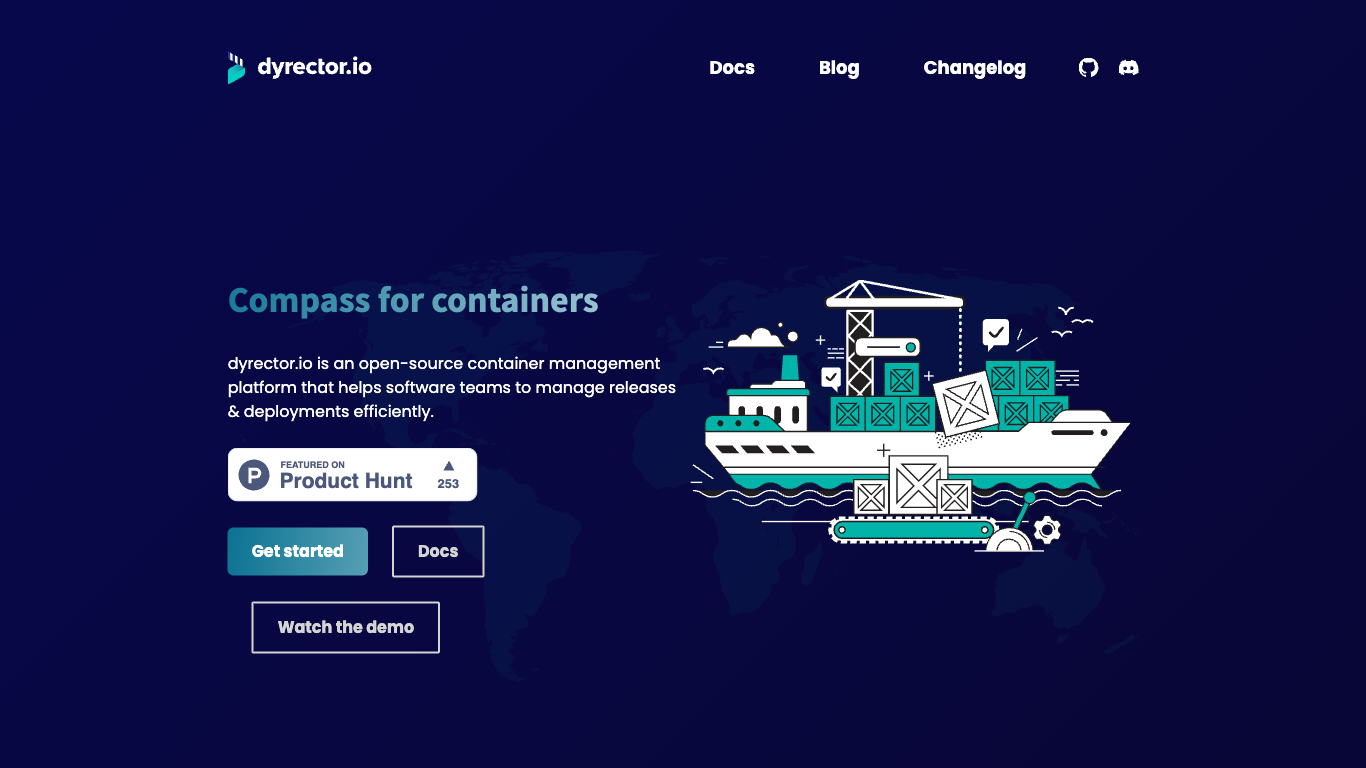 dyrector.io
Docs
Blog
Changelog
Compass for containers
dyrector.io is an open-source container management
platform that helps software teams to manage releases
& deployments efficiently.
P
FEATURED ON
Product Hunt
253
Get started
Docs
Watch the demo